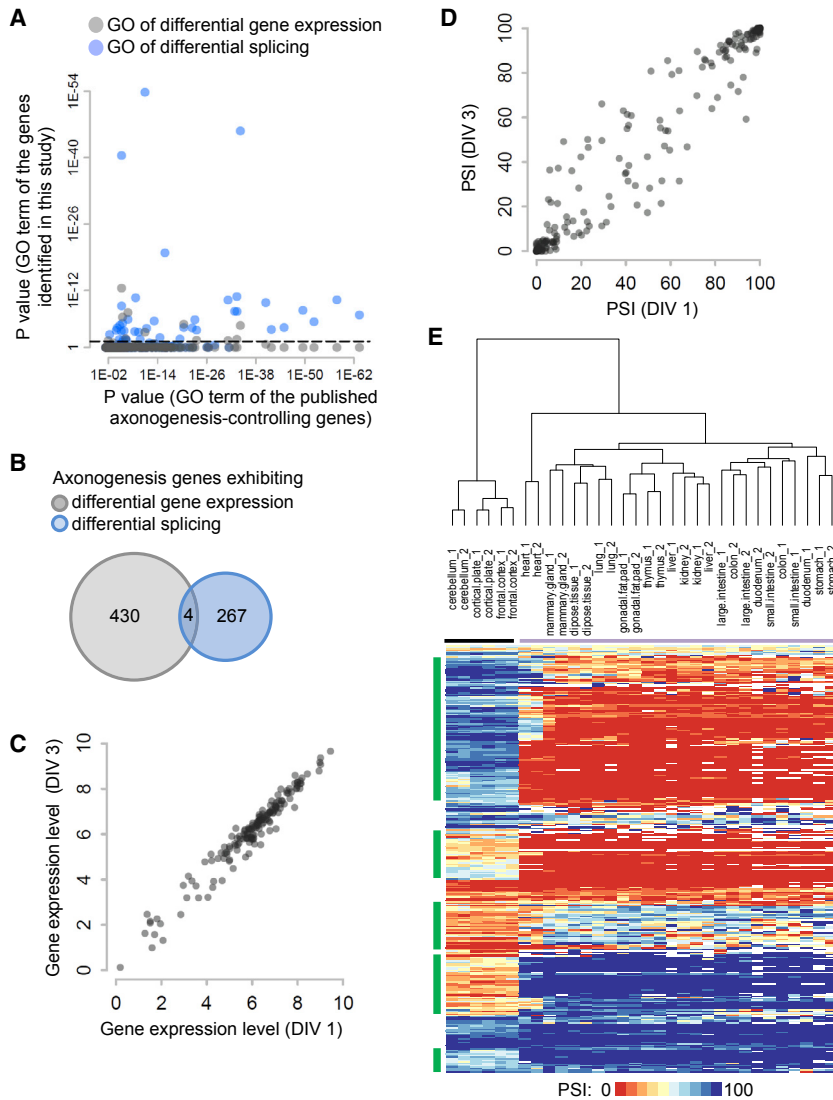 A
GO of differential gene expression
GO of differential splicing
P value (GO term of the genes
identified in this study)
1E-54
1E-40
1E-26
1E-12
1
1E-02
1E-14
1E-26
1E-38
1E-50
1E-62
P value (GO term of the published
axonogenesis-controlling genes)
B
Axonogenesis genes exhibiting
differential gene expression
differential splicing
430
4
267
C
Gene expression level (DIV 3)
10
8
6
4
2
0
0
2
4
6
8
10
Gene expression level (DIV 1)
D
PSI (DIV 3)
100
80
60
40
20
0
0
20
40
60
80
100
PSI (DIV 1)
E
cerebellum_1
cerebellum_2
cortical.plate_1
cortical.plate_2
frontal.cortex_1
frontal.cortex_2
heart_1
heart_2
mammary.gland_1
mammary.gland_2
dipose.tissue_1
dipose.tissue_2
lung_1
lung_2
gonadal.fat.pad_1
gonadal.fat.pad_2
thymus_1
thymus_2
liver_1
kidney_2
kidney_1
liver_2
large.intestine_1
colon_2
large.intestine_2
duodenum_2
small.intestine_2
colon_1
small.intestine_1
duodenum_1
stomach_1
stomach_2
PSI: 0
100